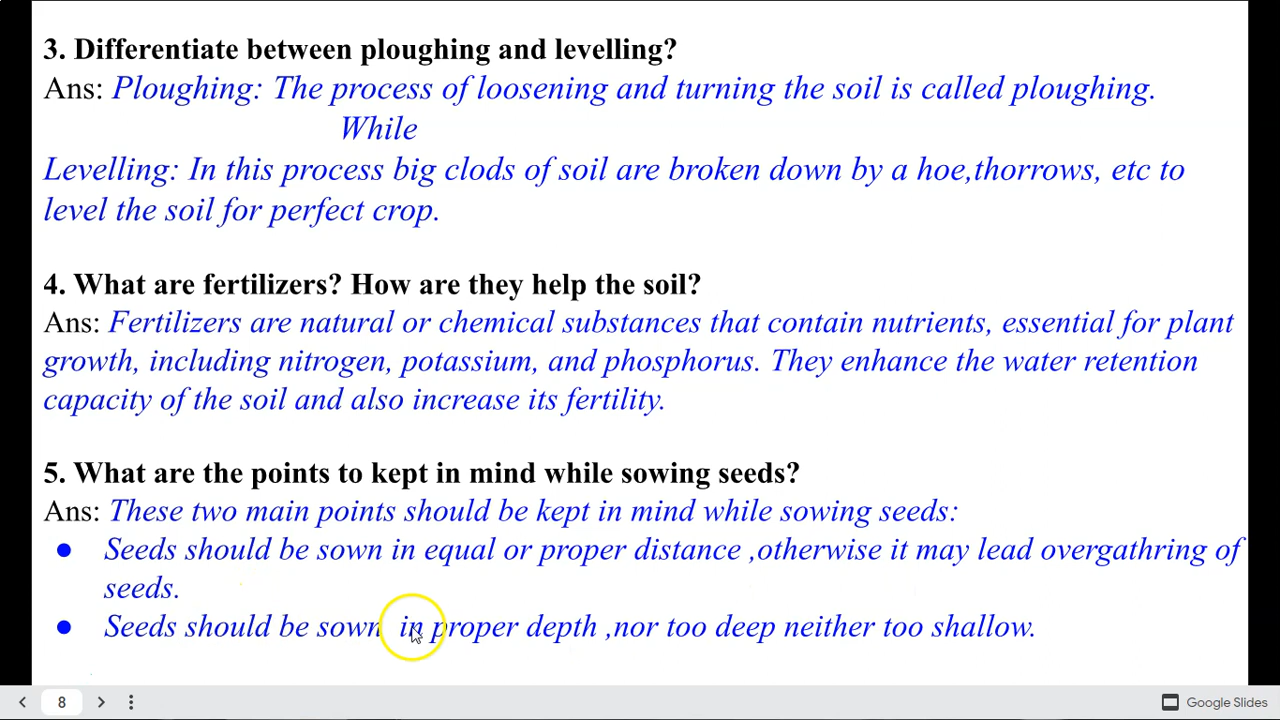 3. Differentiate between ploughing and levelling?
Ans: Ploughing: The process of loosening and turning the soil is called ploughing.
While
Levelling: In this process big clods of soil are broken down by a hoe,thorrows, etc to
level the soil for perfect crop.
4. What are fertilizers? How are they help the soil?
Ans: Fertilizers are natural or chemical substances that contain nutrients, essential for plant
growth, including nitrogen, potassium, and phosphorus. They enhance the water retention
capacity of the soil and also increase its fertility.
5. What are the points to kept in mind while sowing seeds?
Ans: These two main points should be kept in mind while sowing seeds:
● Seeds should be sown in equal or proper distance ,otherwise it may lead overgathring of
seeds.
● Seeds should be sown in proper depth ,nor too deep neither too shallow.
8
Google Slides